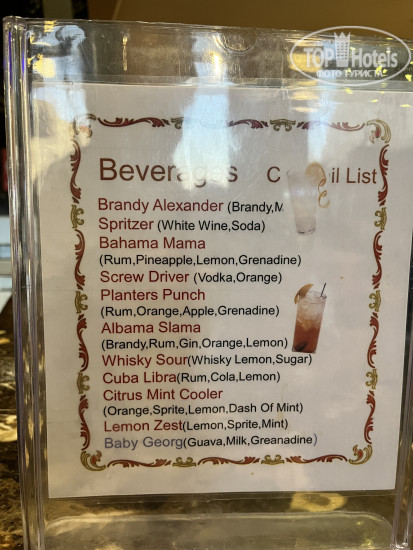 TOP Hotels
ФОТО ТУРИСТА
Beverages C il List
Brandy Alexander (Brandy,M
Spritzer (White Wine,Soda)
Bahama Mama
(Rum,Pineapple,Lemon,Grenadine)
Screw Driver (Vodka,Orange)
Planters Punch
(Rum,Orange,Apple,Grenadine)
Albama Slama
(Brandy,Rum,Gin,Orange,Lemon)
Whisky Sour(Whisky Lemon,Sugar)
Cuba Libra(Rum,Cola,Lemon)
Citrus Mint Cooler
(Orange,Sprite,Lemon,Dash Of Mint)
Lemon Zest(Lemon,Sprite,Mint)
Baby Georg(Guava,Milk,Greanadine)